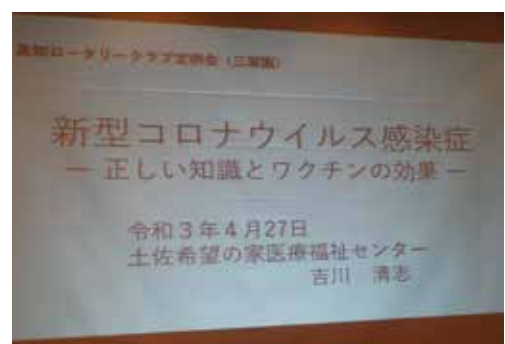 高知ロータリークラブ定例会（三翠園）
新型コロナウイルス感染症
― 正しい知識とワクチンの効果 ―
令和３年４月27日
土佐希望の家医療福祉センター
吉川 清志